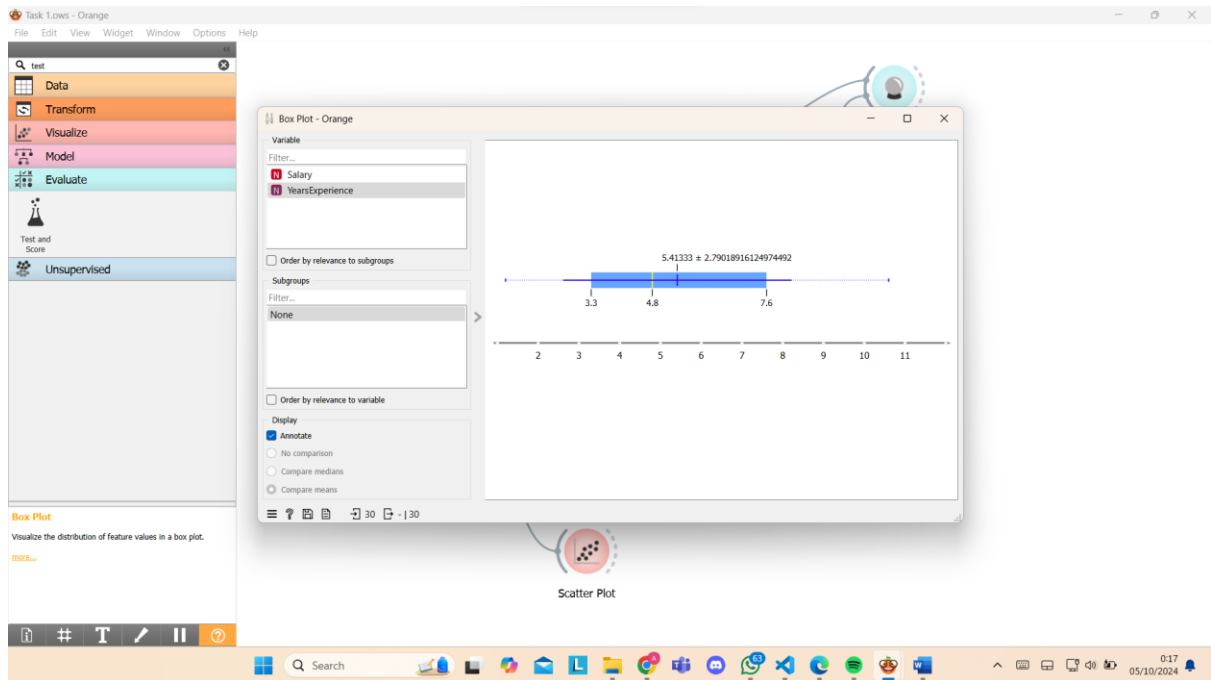 Task 1.ows - Orange
File Edit View Widget Window Options Help
test
Data
Transform
Visualize
Model
Evaluate
Test and
Score
Unsupervised
Box Plot
Visualize the distribution of feature values in a box plot.
more...
Box Plot - Orange
Variable
Filter...
N Salary
N YearsExperience
Order by relevance to subgroups
Subgroups
Filter...
None
Order by relevance to variable
Display
Annotate
No comparison
Compare medians
Compare means
30 - | 30
5.41333 ± 2.79018916124974492
3.3 4.8 7.6
2 3 4 5 6 7 8 9 10 11
Scatter Plot
Search
63
0:17
05/10/2024